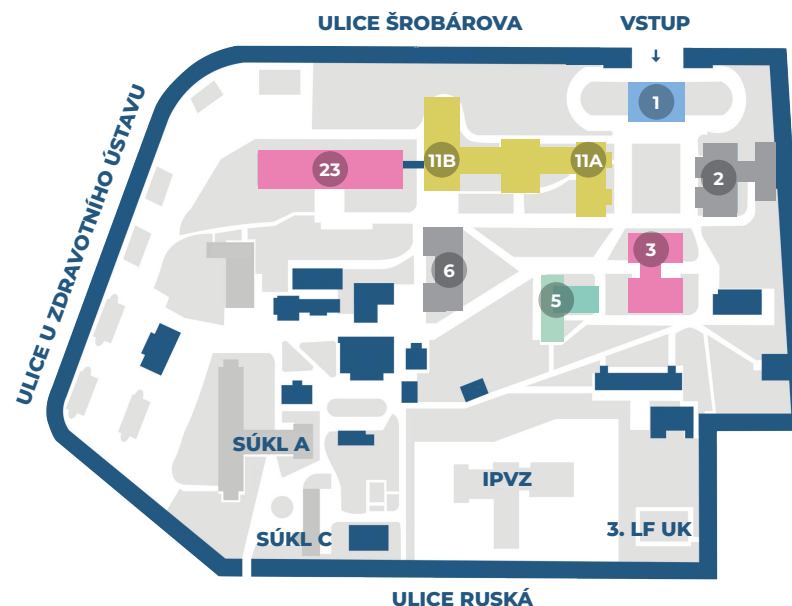 ULICE ŠROBÁROVA
VSTUP
↓
1
ULICE U ZDRAVOTNÍHO ÚSTAVU
23
11B
11A
2
3
6
5
SÚKL A
IPVZ
SÚKL C
3. LF UK
ULICE RUSKÁ